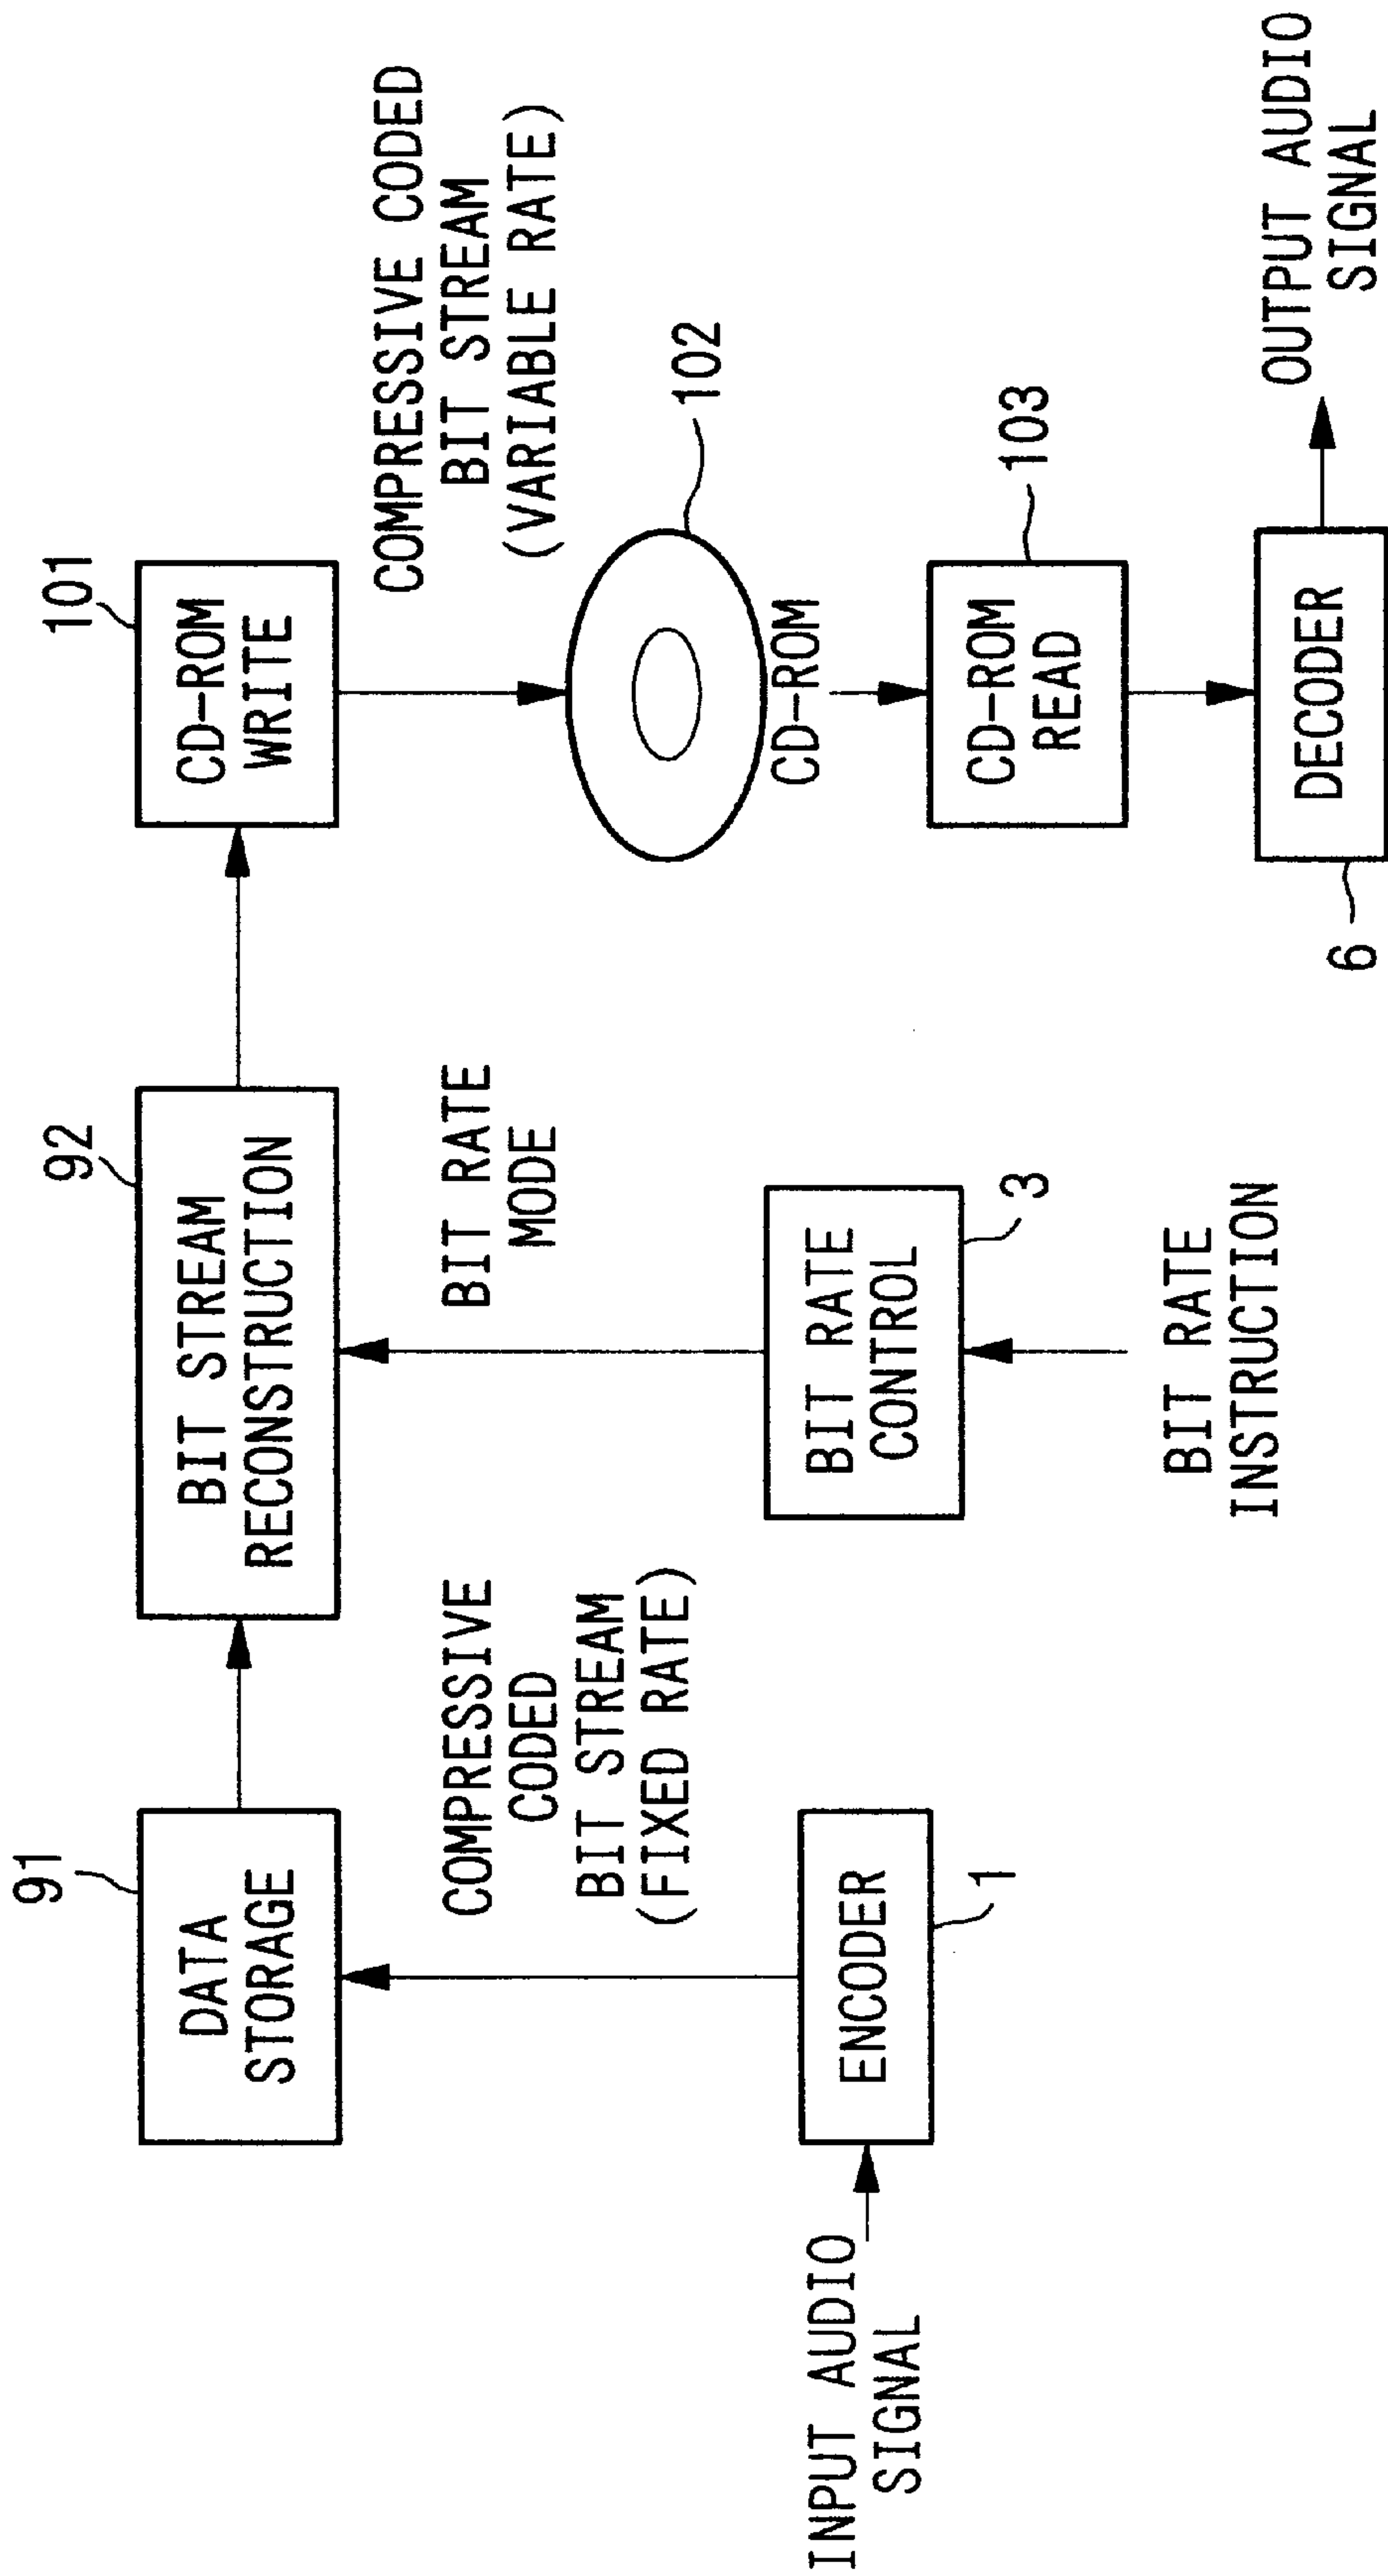 91
DATA
STORAGE
92
BIT STREAM
RECONSTRUCTION
101
CD-ROM
WRITE
COMPRESSIVE
CODED
BIT STREAM
(FIXED RATE)
BIT RATE
MODE
COMPRESSIVE CODED
BIT STREAM
(VARIABLE RATE)
102
CD-ROM
INPUT AUDIO
SIGNAL
ENCODER
1
BIT RATE
CONTROL
3
BIT RATE
INSTRUCTION
CD-ROM
READ
103
DECODER
6
OUTPUT AUDIO
SIGNAL